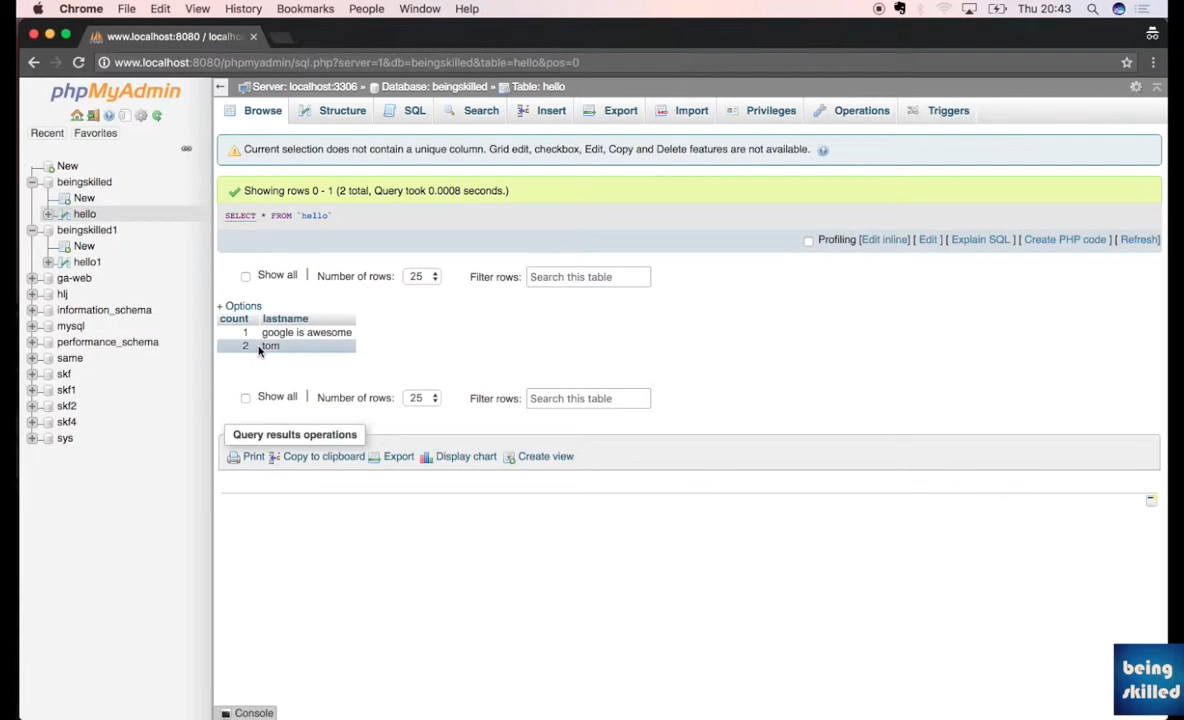 Chrome File Edit View History Bookmarks People Window Help Thu 20:43
www.localhost:8080 / localho
www.localhost:8080/phpmyadmin/sql.php?server=1&db=beingskilled&table=hello&pos=0
phpMyAdmin
Recent Favorites
New
beingskilled
New
hello
beingskilled1
New
hello1
ga-web
hlj
information_schema
mysql
performance_schema
same
skf
skf1
skf2
skf4
sys
Server: localhost:3306 » Database: beingskilled » Table: hello
Browse Structure SQL Search Insert Export Import Privileges Operations Triggers
Current selection does not contain a unique column. Grid edit, checkbox, Edit, Copy and Delete features are not available.
Showing rows 0 - 1 (2 total, Query took 0.0008 seconds.)
SELECT * FROM `hello`
Profiling [Edit inline] [ Edit ] [ Explain SQL ] [ Create PHP code ] [ Refresh]
Show all | Number of rows: 25 Filter rows: Search this table
+ Options
count lastname
1 google is awesome
2 tom
Show all | Number of rows: 25 Filter rows: Search this table
Query results operations
Print Copy to clipboard Export Display chart Create view
Console
being
skilled